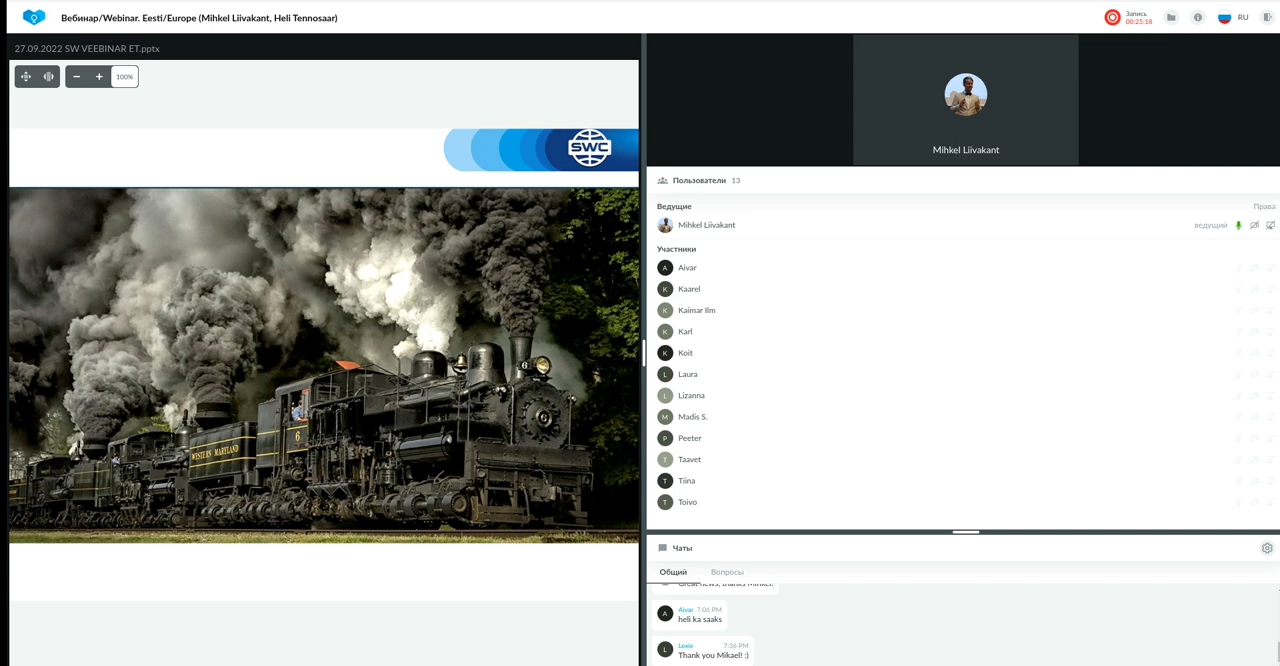 Вебинар/Webinar. Eesti/Europe (Mihkel Liivakant, Heli Tennosaar)
Запись
00:25:18
RU
27.09.2022 SW VEEBINAR ET.pptx
100%
SWC
6
6
6
WESTERN MARYLAND
Mihkel Liivakant
Пользователи 13
Ведущие
Права
Mihkel Liivakant
ведущий
Участники
A Aivar
K Kaarel
K Kaimar Ilm
K Karl
K Koit
L Laura
L Lizanna
M Madis S.
P Peeter
T Taavet
T Tiina
T Toivo
Чаты
Общий Вопросы
Great news, thanks Mihkel!
A Aivar 7:06 PM
heli ka saaks
L Lexie 7:36 PM
Thank you Mikael! :)